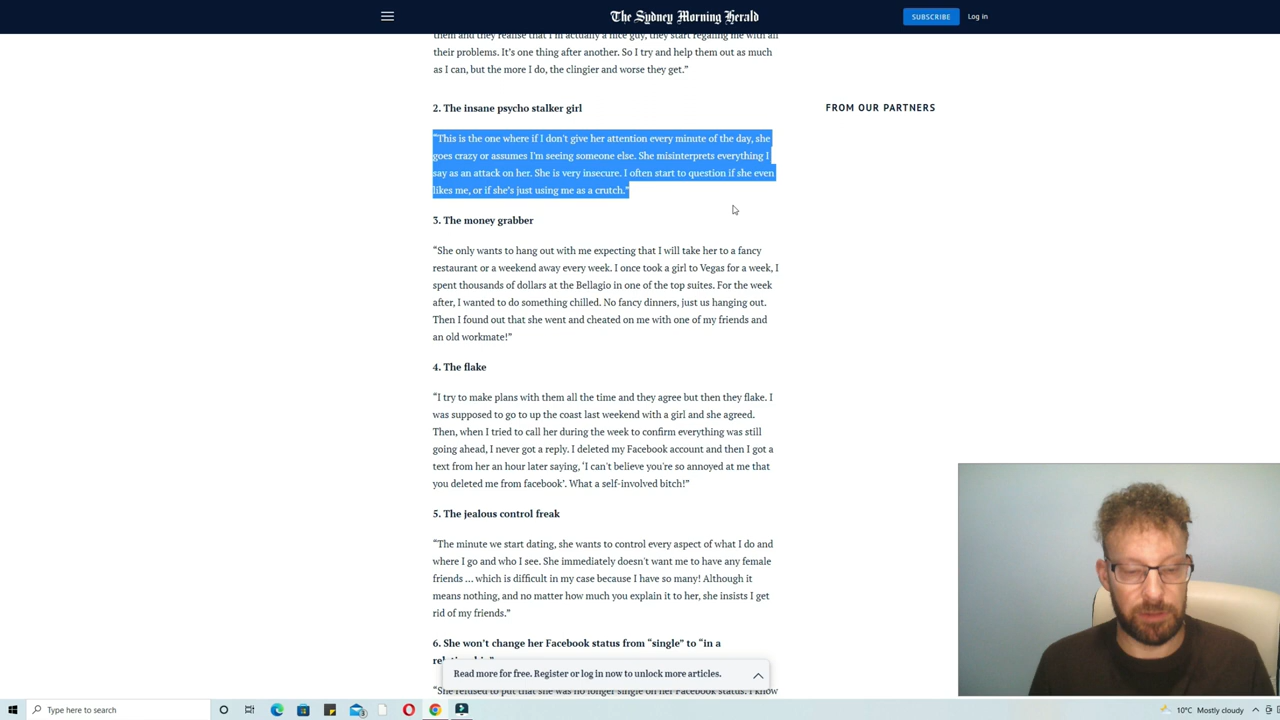 The Sydney Morning Herald
SUBSCRIBE
Log in
them and they realise that I'm actually a nice guy, they start regaling me with all
their problems. It's one thing after another. So I try and help them out as much
as I can, but the more I do, the clingier and worse they get.”
2. The insane psycho stalker girl
“This is the one where if I don't give her attention every minute of the day, she
goes crazy or assumes I'm seeing someone else. She misinterprets everything I
say as an attack on her. She is very insecure. I often start to question if she even
likes me, or if she's just using me as a crutch.”
3. The money grabber
“She only wants to hang out with me expecting that I will take her to a fancy
restaurant or a weekend away every week. I once took a girl to Vegas for a week, I
spent thousands of dollars at the Bellagio in one of the top suites. For the week
after, I wanted to do something chilled. No fancy dinners, just us hanging out.
Then I found out that she went and cheated on me with one of my friends and
an old workmate!”
4. The flake
“I try to make plans with them all the time and they agree but then they flake. I
was supposed to go to up the coast last weekend with a girl and she agreed.
Then, when I tried to call her during the week to confirm everything was still
going ahead, I never got a reply. I deleted my Facebook account and then I got a
text from her an hour later saying, ‘I can't believe you're so annoyed at me that
you deleted me from facebook’. What a self-involved bitch!”
5. The jealous control freak
“The minute we start dating, she wants to control every aspect of what I do and
where I go and who I see. She immediately doesn't want me to have any female
friends ... which is difficult in my case because I have so many! Although it
means nothing, and no matter how much you explain it to her, she insists I get
rid of my friends.”
6. She won't change her Facebook status from “single” to “in a
relationship”
“She refused to put that she was no longer single on her Facebook status. I know
FROM OUR PARTNERS
Read more for free. Register or log in now to unlock more articles.
Type here to search
3
10°C Mostly cloudy